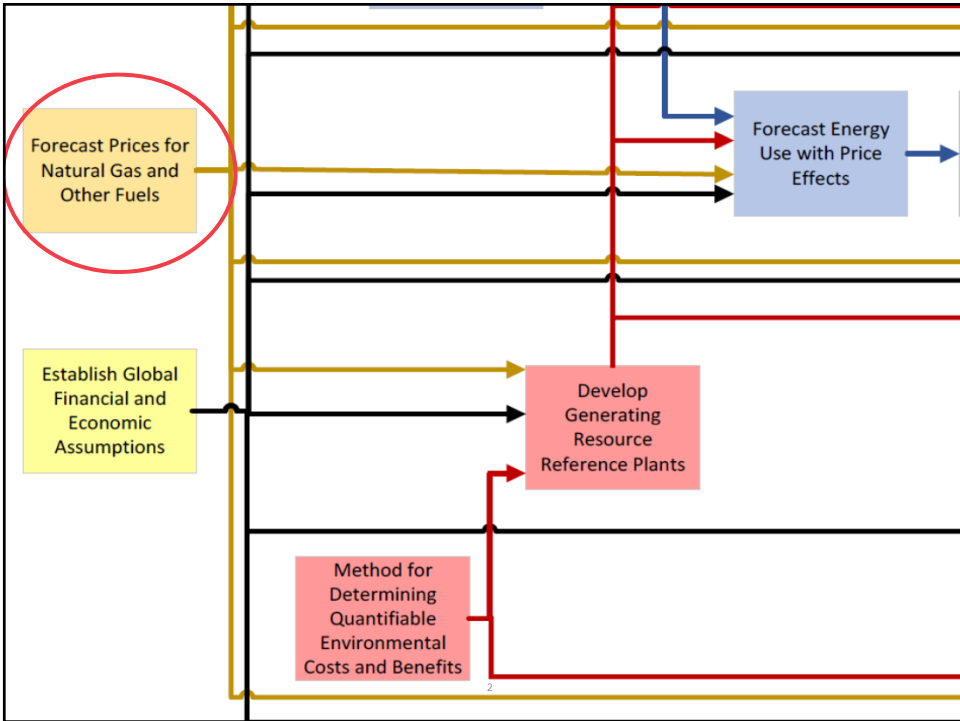 Forecast Prices for
Natural Gas and
Other Fuels
Forecast Energy
Use with Price
Effects
Establish Global
Financial and
Economic
Assumptions
Develop
Generating
Resource
Reference Plants
Method for
Determining
Quantifiable
Environmental
Costs and Benefits
2